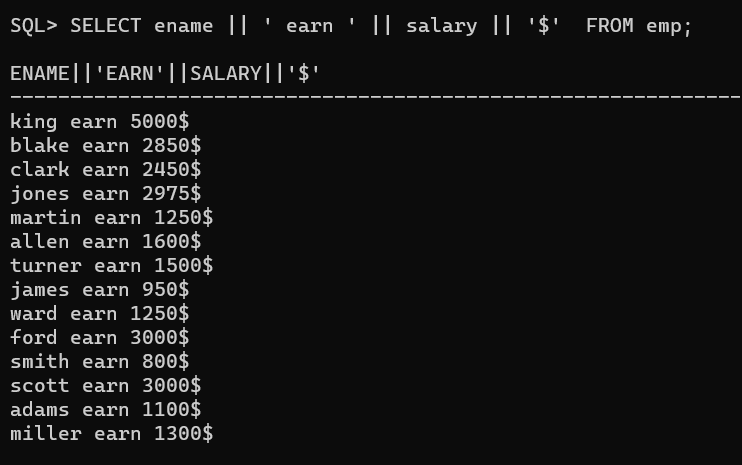 SQL> SELECT ename || ' earn ' || salary || '$'  FROM emp;
ENAME||'EARN'||SALARY||'$'
-------------------------------------------------------------
king earn 5000$
blake earn 2850$
clark earn 2450$
jones earn 2975$
martin earn 1250$
allen earn 1600$
turner earn 1500$
james earn 950$
ward earn 1250$
ford earn 3000$
smith earn 800$
scott earn 3000$
adams earn 1100$
miller earn 1300$